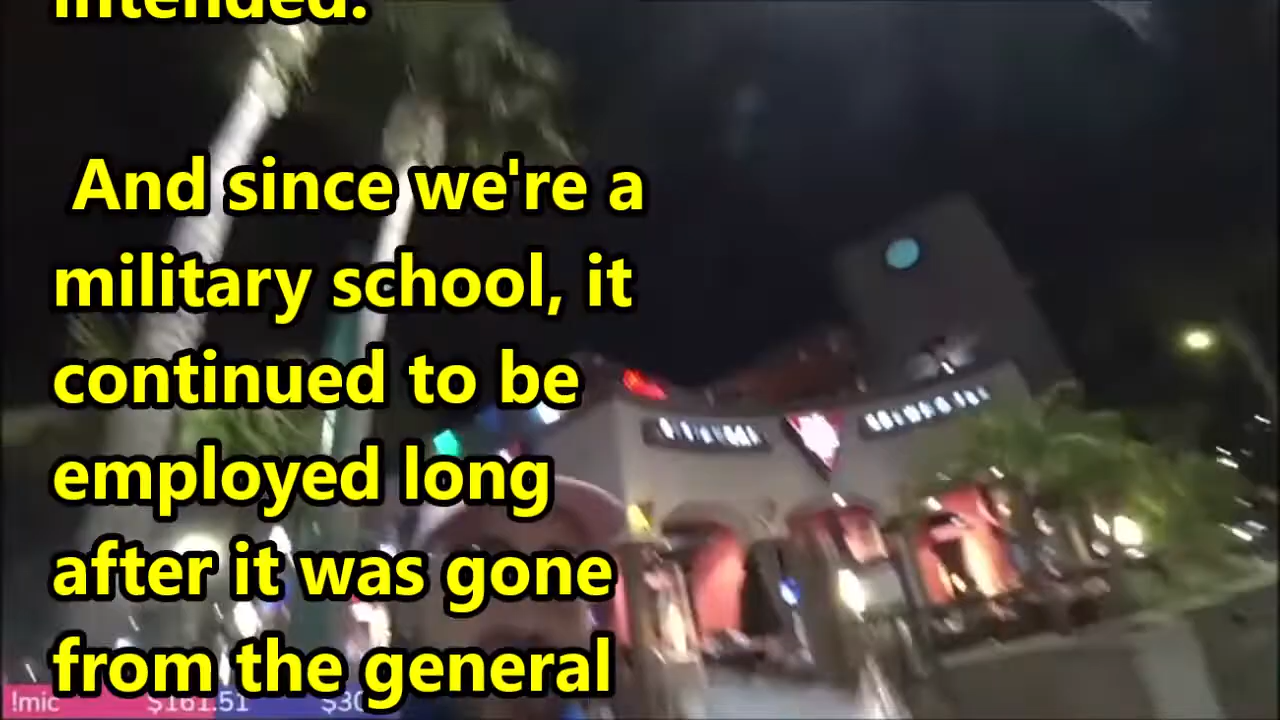 intended.
And since we're a
military school, it
continued to be
employed long
after it was gone
from the general
!mic $161.51 $30